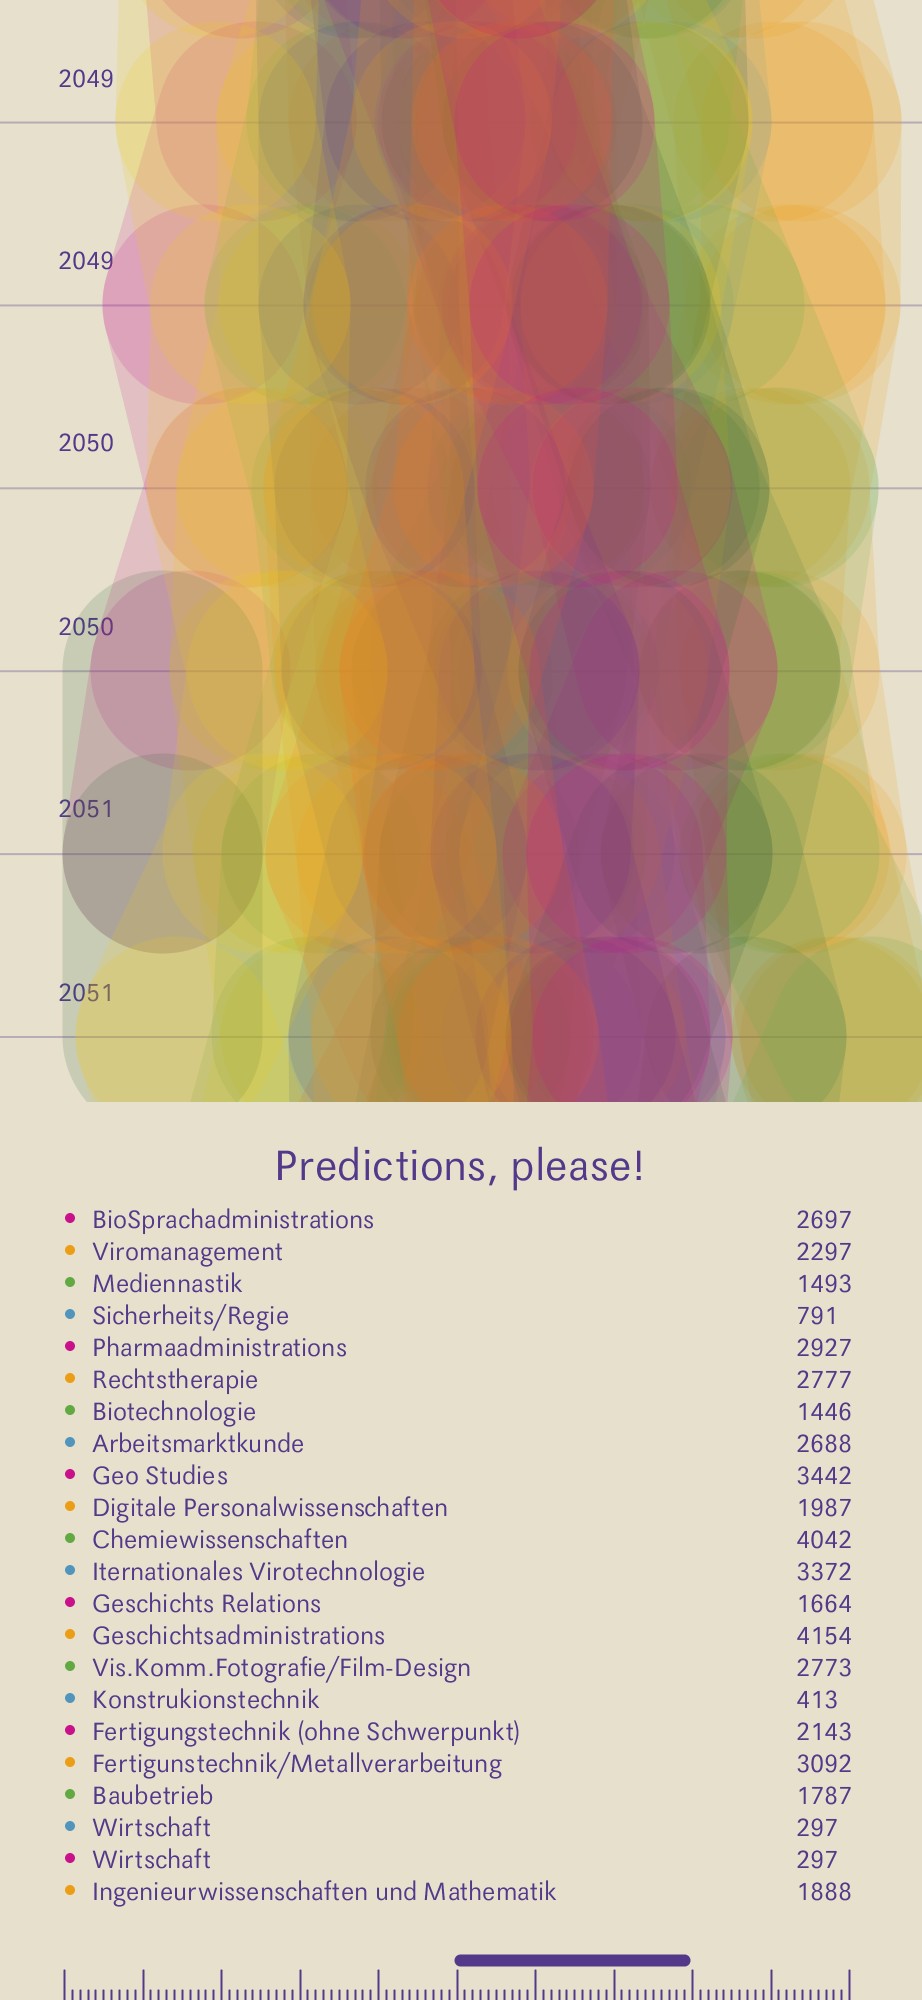 2049
2049
2050
2050
2051
2051
Predictions, please!
BioSprachadministrations 2697
Viromanagement 2297
Mediennastik 1493
Sicherheits/Regie 791
Pharmaadministrations 2927
Rechtstherapie 2777
Biotechnologie 1446
Arbeitsmarktkunde 2688
Geo Studies 3442
Digitale Personalwissenschaften 1987
Chemiewissenschaften 4042
Iternationales Virotechnologie 3372
Geschichts Relations 1664
Geschichtsadministrations 4154
Vis.Komm.Fotografie/Film-Design 2773
Konstrukionstechnik 413
Fertigungstechnik (ohne Schwerpunkt) 2143
Fertigunstechnik/Metallverarbeitung 3092
Baubetrieb 1787
Wirtschaft 297
Wirtschaft 297
Ingenieurwissenschaften und Mathematik 1888